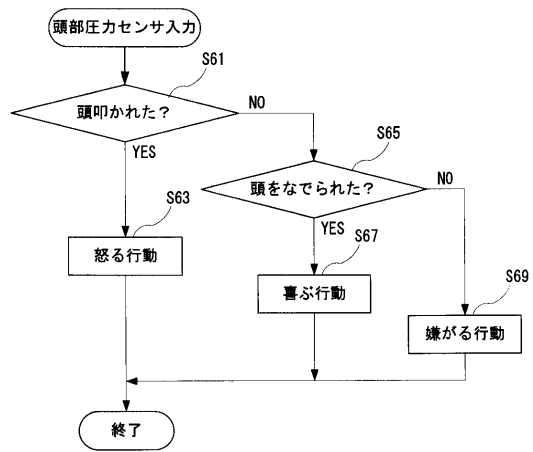 頭部圧力センサ入力
S61
頭叩かれた?
NO
YES
S65
頭をなでられた?
NO
YES
S63
怒る行動
S67
喜ぶ行動
S69
嫌がる行動
終了